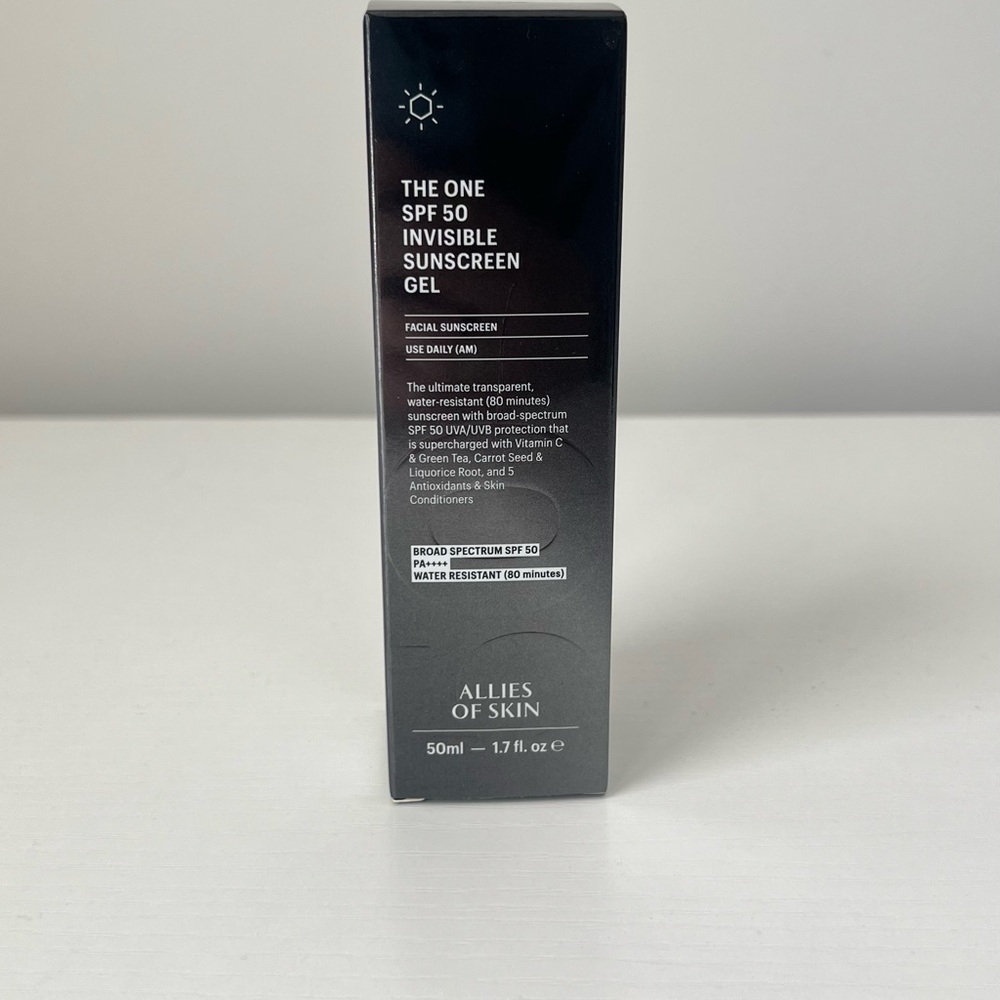 THE ONE
SPF 50
INVISIBLE
SUNSCREEN
GEL
FACIAL SUNSCREEN
USE DAILY (AM)
The ultimate transparent,
water-resistant (80 minutes)
sunscreen with broad-spectrum
SPF 50 UVA/UVB protection that
is supercharged with Vitamin C
& Green Tea, Carrot Seed &
Liquorice Root, and 5
Antioxidants & Skin
Conditioners
BROAD SPECTRUM SPF 50
PA++++
WATER RESISTANT (80 minutes)
ALLIES
OF SKIN
50ml — 1.7 fl. oz ℮